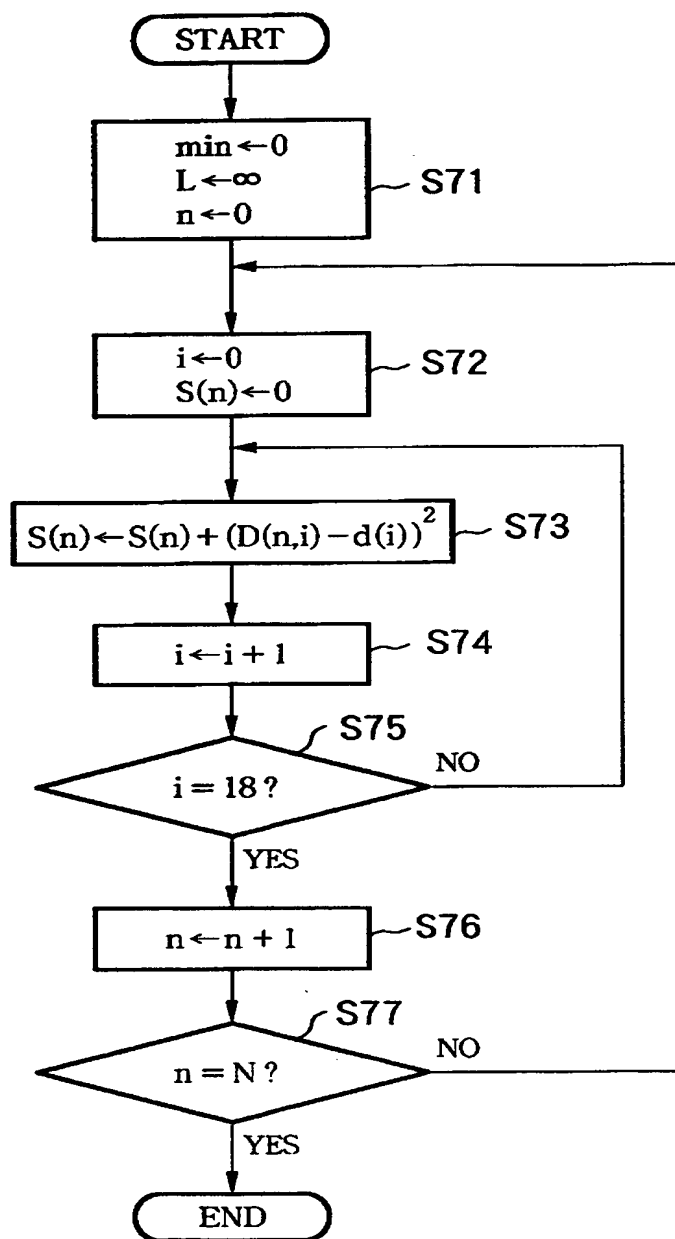 START
min←0
L←∞
n←0
S71
i←0
S(n)←0
S72
S(n)←S(n)+(D(n,i)−d(i))²
S73
i←i+1
S74
S75
i=18?
NO
YES
n←n+1
S76
S77
n=N?
NO
YES
END